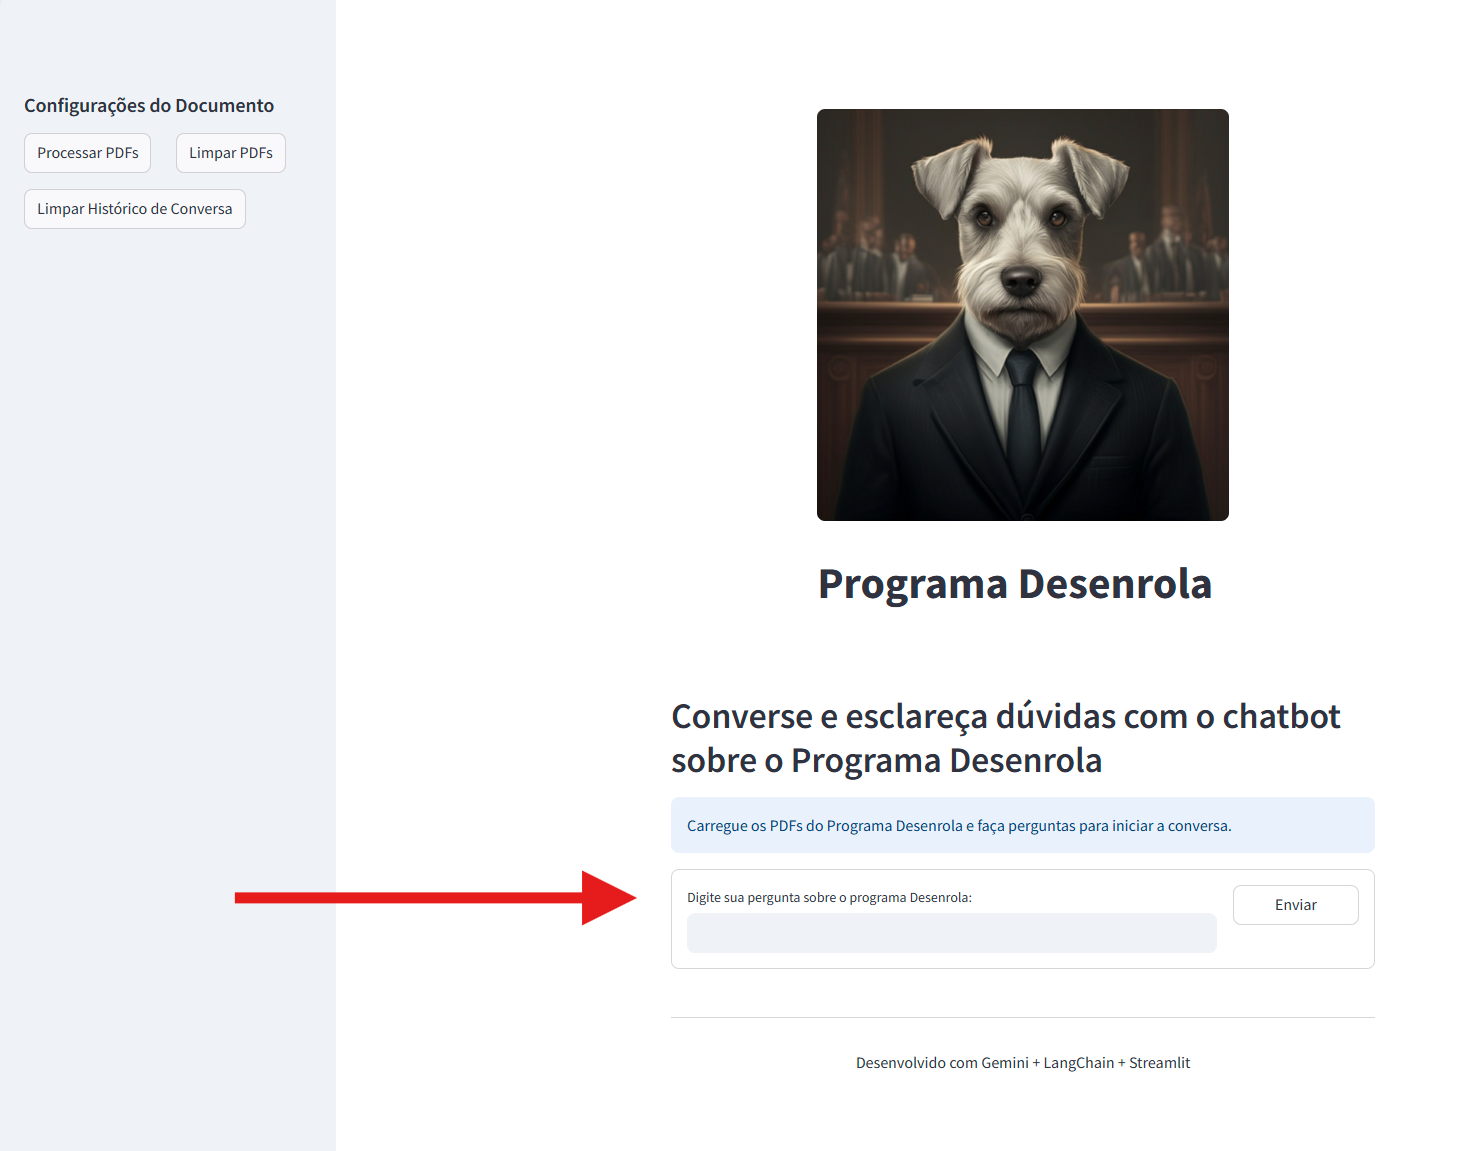 Configurações do Documento
Processar PDFs
Limpar PDFs
Limpar Histórico de Conversa
Programa Desenrola
Converse e esclareça dúvidas com o chatbot
sobre o Programa Desenrola
Carregue os PDFs do Programa Desenrola e faça perguntas para iniciar a conversa.
Digite sua pergunta sobre o programa Desenrola:
Enviar
Desenvolvido com Gemini + LangChain + Streamlit